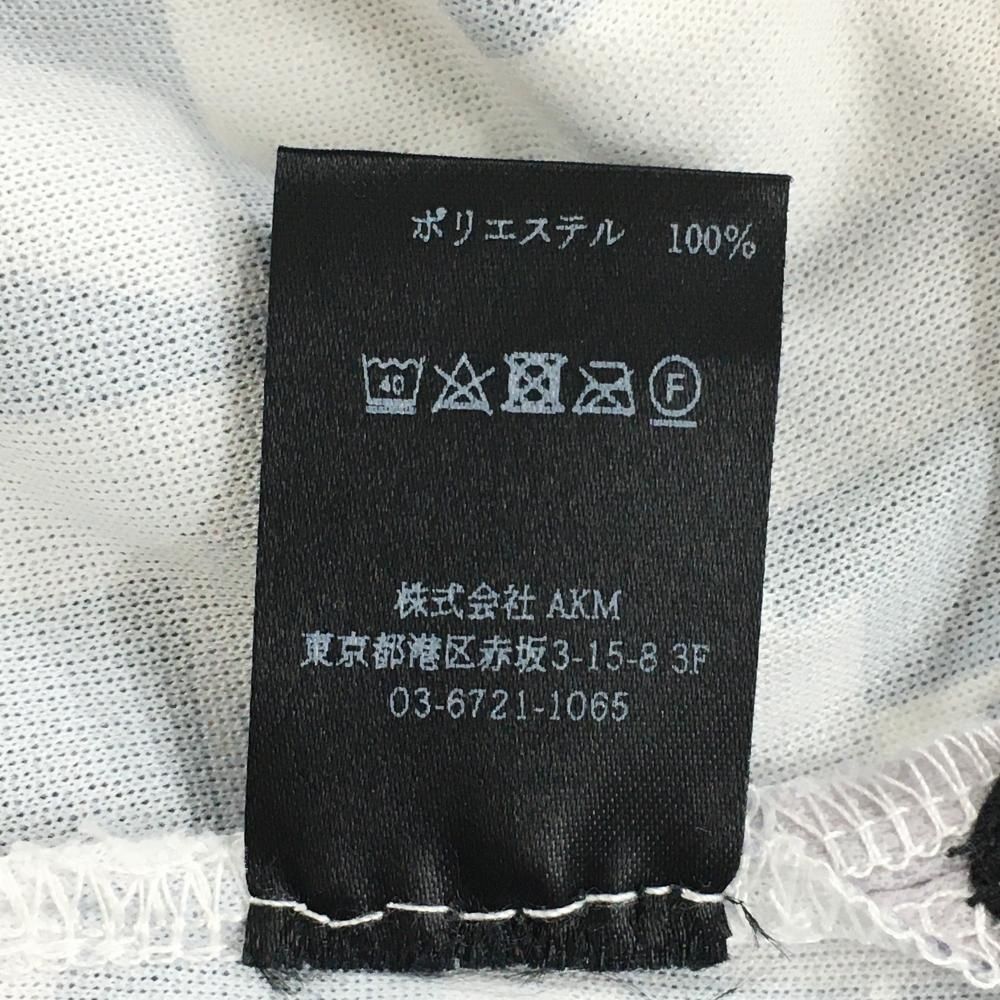 ポリエステル 100%
40 F
株式会社 AKM
東京都港区赤坂3-15-8 3F
03-6721-1065